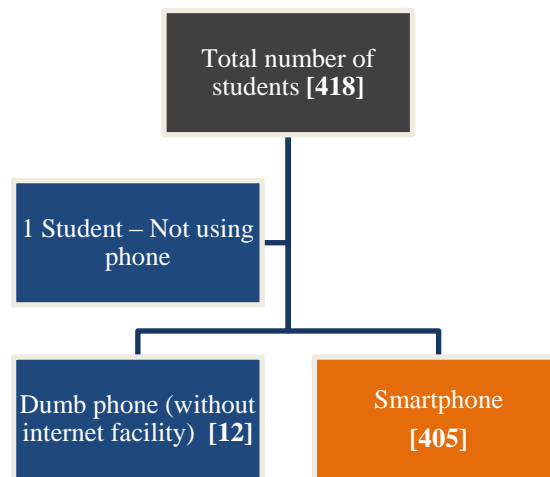 Total number of
students [418]
1 Student – Not using
phone
Dumb phone (without
internet facility) [12]
Smartphone
[405]